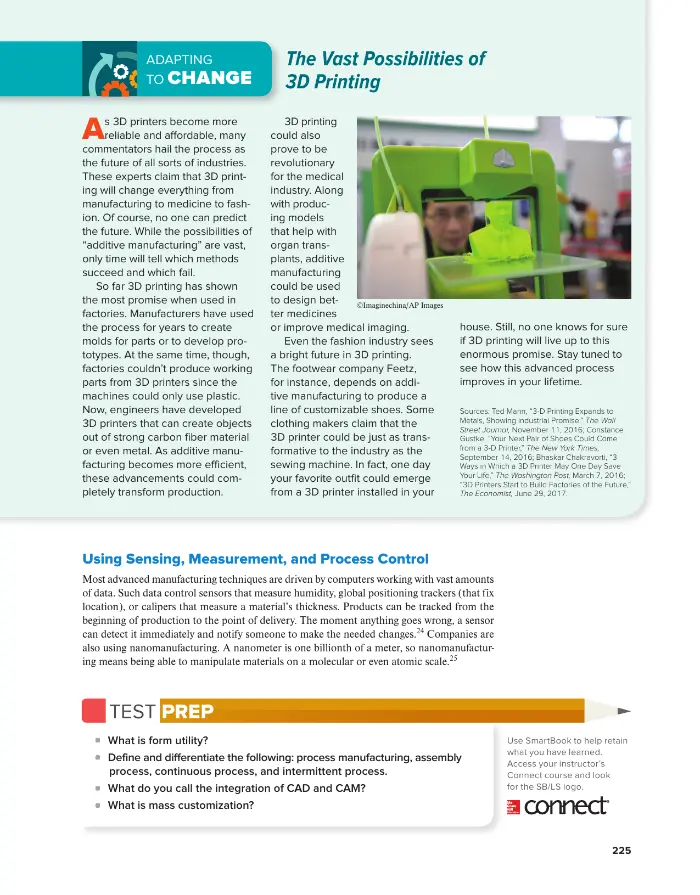 ADAPTING
TO CHANGE
The Vast Possibilities of
3D Printing
As 3D printers become more
reliable and affordable, many
commentators hail the process as
the future of all sorts of industries.
These experts claim that 3D print-
ing will change everything from
manufacturing to medicine to fash-
ion. Of course, no one can predict
the future. While the possibilities of
“additive manufacturing” are vast,
only time will tell which methods
succeed and which fail.
So far 3D printing has shown
the most promise when used in
factories. Manufacturers have used
the process for years to create
molds for parts or to develop pro-
totypes. At the same time, though,
factories couldn’t produce working
parts from 3D printers since the
machines could only use plastic.
Now, engineers have developed
3D printers that can create objects
out of strong carbon fiber material
or even metal. As additive manu-
facturing becomes more efficient,
these advancements could com-
pletely transform production.
3D printing
could also
prove to be
revolutionary
for the medical
industry. Along
with produc-
ing models
that help with
organ trans-
plants, additive
manufacturing
could be used
to design bet-
ter medicines
or improve medical imaging.
Even the fashion industry sees
a bright future in 3D printing.
The footwear company Feetz,
for instance, depends on addi-
tive manufacturing to produce a
line of customizable shoes. Some
clothing makers claim that the
3D printer could be just as trans-
formative to the industry as the
sewing machine. In fact, one day
your favorite outfit could emerge
from a 3D printer installed in your
©Imaginechina/AP Images
house. Still, no one knows for sure
if 3D printing will live up to this
enormous promise. Stay tuned to
see how this advanced process
improves in your lifetime.
Sources: Ted Mann, “3-D Printing Expands to
Metals, Showing Industrial Promise,” The Wall
Street Journal, November 11, 2016; Constance
Gustke, “Your Next Pair of Shoes Could Come
from a 3-D Printer,” The New York Times,
September 14, 2016; Bhaskar Chakravorti, “3
Ways in Which a 3D Printer May One Day Save
Your Life,” The Washington Post, March 7, 2016;
“3D Printers Start to Build Factories of the Future,”
The Economist, June 29, 2017.
Using Sensing, Measurement, and Process Control
Most advanced manufacturing techniques are driven by computers working with vast amounts
of data. Such data control sensors that measure humidity, global positioning trackers (that fix
location), or calipers that measure a material’s thickness. Products can be tracked from the
beginning of production to the point of delivery. The moment anything goes wrong, a sensor
can detect it immediately and notify someone to make the needed changes.24 Companies are
also using nanomanufacturing. A nanometer is one billionth of a meter, so nanomanufactur-
ing means being able to manipulate materials on a molecular or even atomic scale.25
TEST PREP
What is form utility?
Define and differentiate the following: process manufacturing, assembly
process, continuous process, and intermittent process.
What do you call the integration of CAD and CAM?
What is mass customization?
Use SmartBook to help retain
what you have learned.
Access your instructor’s
Connect course and look
for the SB/LS logo.
connect
225